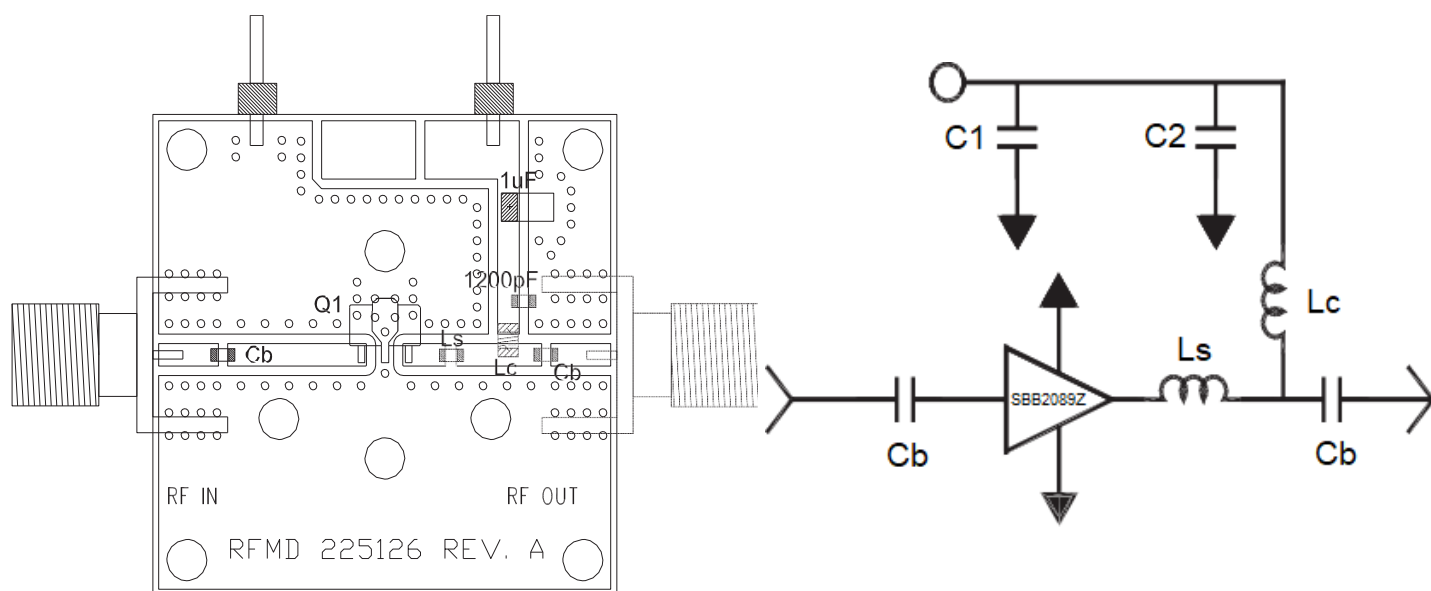 1uF
1200pF
Q1
Cb
Ls
Lc
Cb
RF IN
RF OUT
RFMD 225126 REV. A
C1
C2
Lc
Ls
SBB2089Z
Cb
Cb